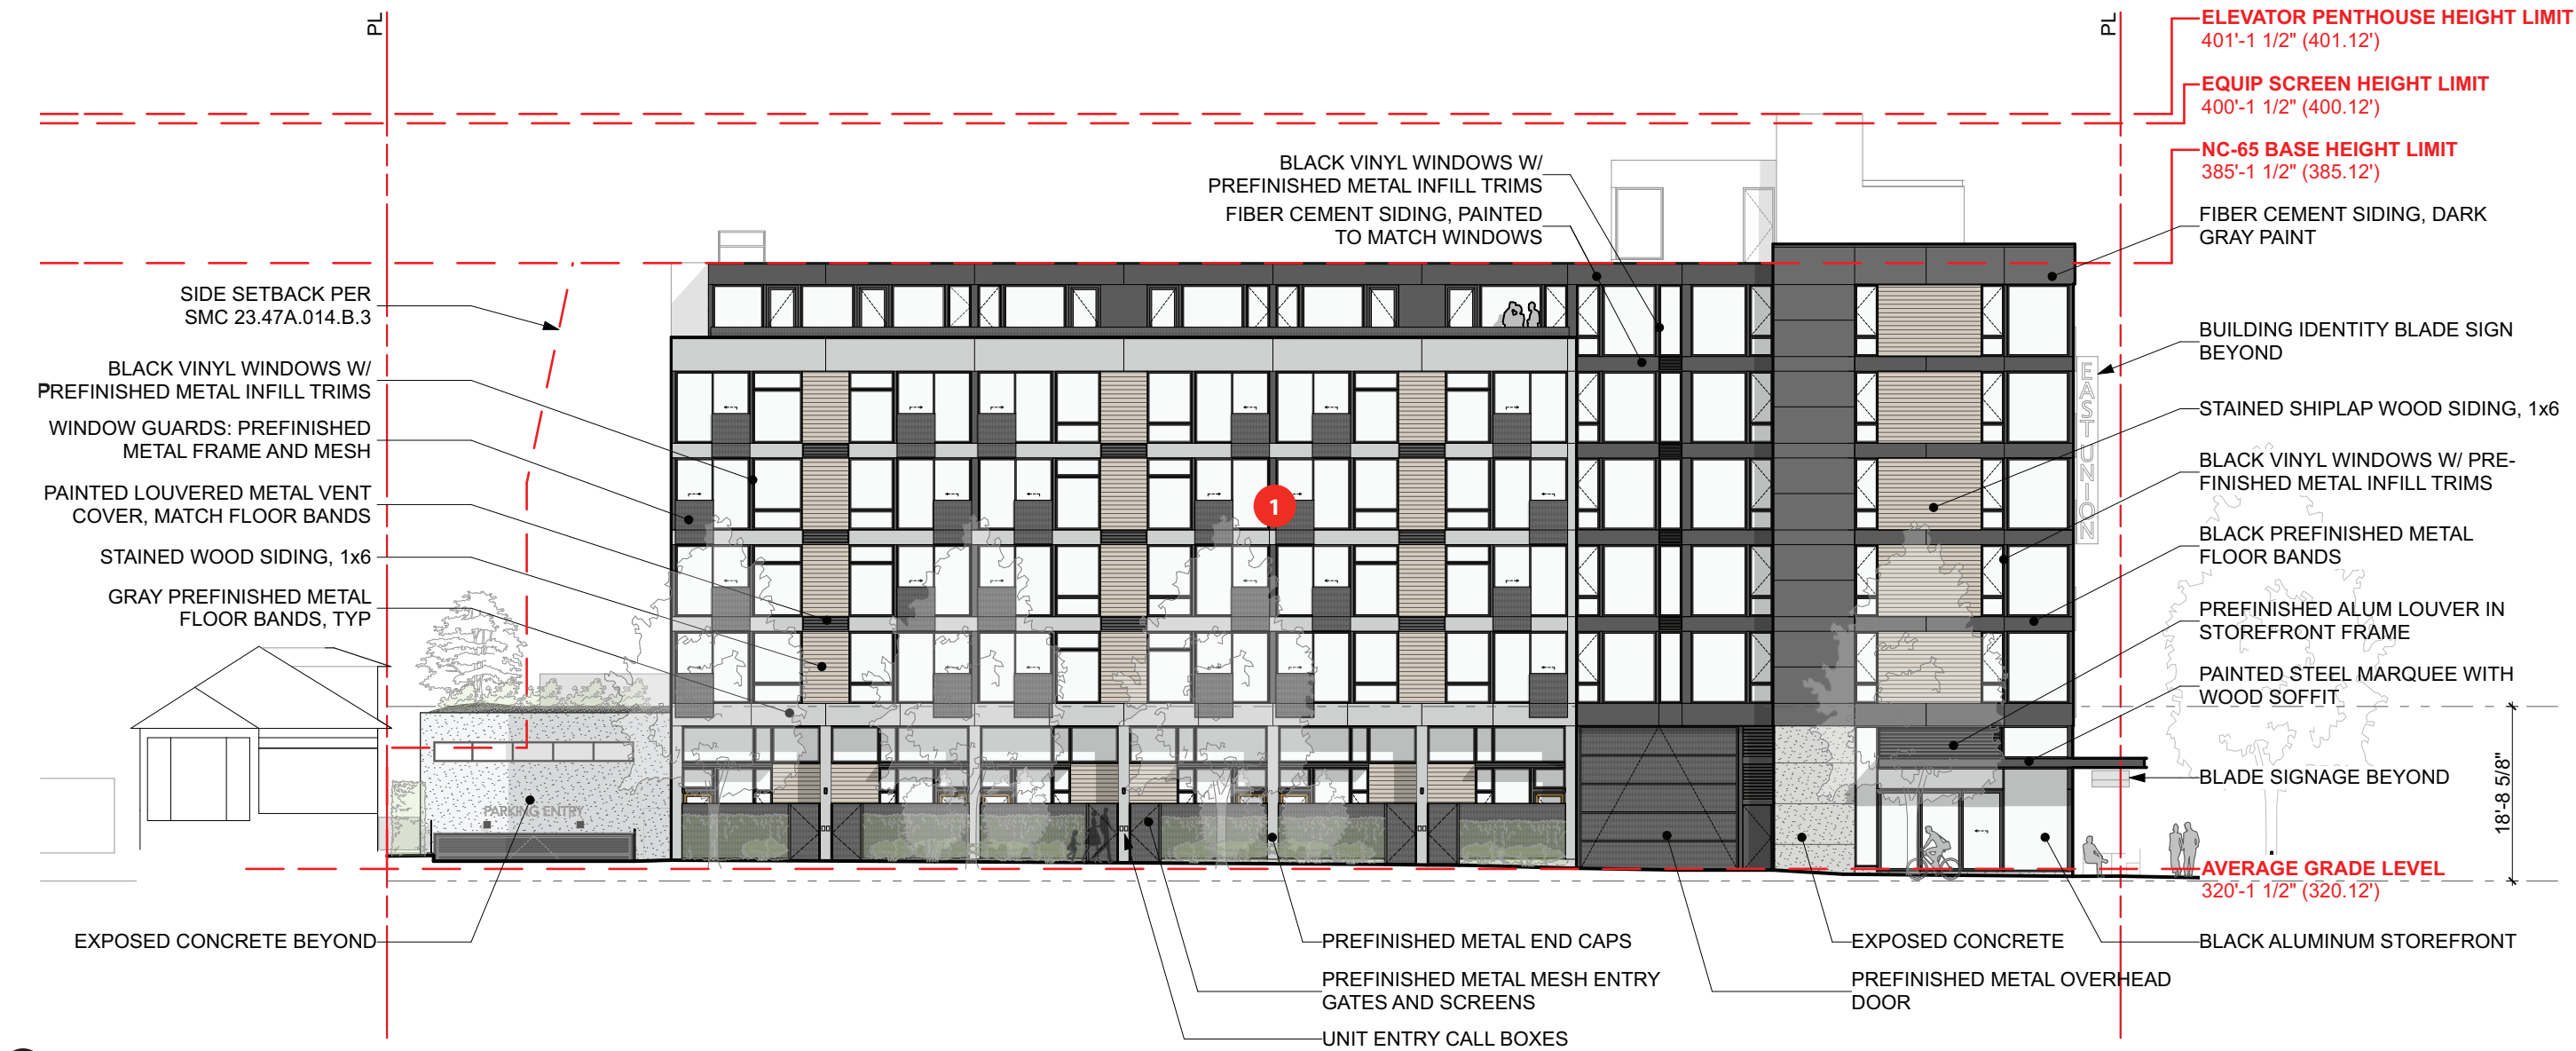 PL
PL
ELEVATOR PENTHOUSE HEIGHT LIMIT
401'-1 1/2" (401.12')
EQUIP SCREEN HEIGHT LIMIT
400'-1 1/2" (400.12')
NC-65 BASE HEIGHT LIMIT
385'-1 1/2" (385.12')
BLACK VINYL WINDOWS W/
PREFINISHED METAL INFILL TRIMS
FIBER CEMENT SIDING, PAINTED
TO MATCH WINDOWS
FIBER CEMENT SIDING, DARK
GRAY PAINT
SIDE SETBACK PER
SMC 23.47A.014.B.3
BLACK VINYL WINDOWS W/
PREFINISHED METAL INFILL TRIMS
WINDOW GUARDS: PREFINISHED
METAL FRAME AND MESH
PAINTED LOUVERED METAL VENT
COVER, MATCH FLOOR BANDS
STAINED WOOD SIDING, 1x6
GRAY PREFINISHED METAL
FLOOR BANDS, TYP
1
EAST UNION
BUILDING IDENTITY BLADE SIGN
BEYOND
STAINED SHIPLAP WOOD SIDING, 1x6
BLACK VINYL WINDOWS W/ PRE-
FINISHED METAL INFILL TRIMS
BLACK PREFINISHED METAL
FLOOR BANDS
PREFINISHED ALUM LOUVER IN
STOREFRONT FRAME
PAINTED STEEL MARQUEE WITH
WOOD SOFFIT
BLADE SIGNAGE BEYOND
18'-8 5/8"
PARKING ENTRY
AVERAGE GRADE LEVEL
320'-1 1/2" (320.12')
EXPOSED CONCRETE BEYOND
PREFINISHED METAL END CAPS
PREFINISHED METAL MESH ENTRY
GATES AND SCREENS
UNIT ENTRY CALL BOXES
EXPOSED CONCRETE
PREFINISHED METAL OVERHEAD
DOOR
BLACK ALUMINUM STOREFRONT